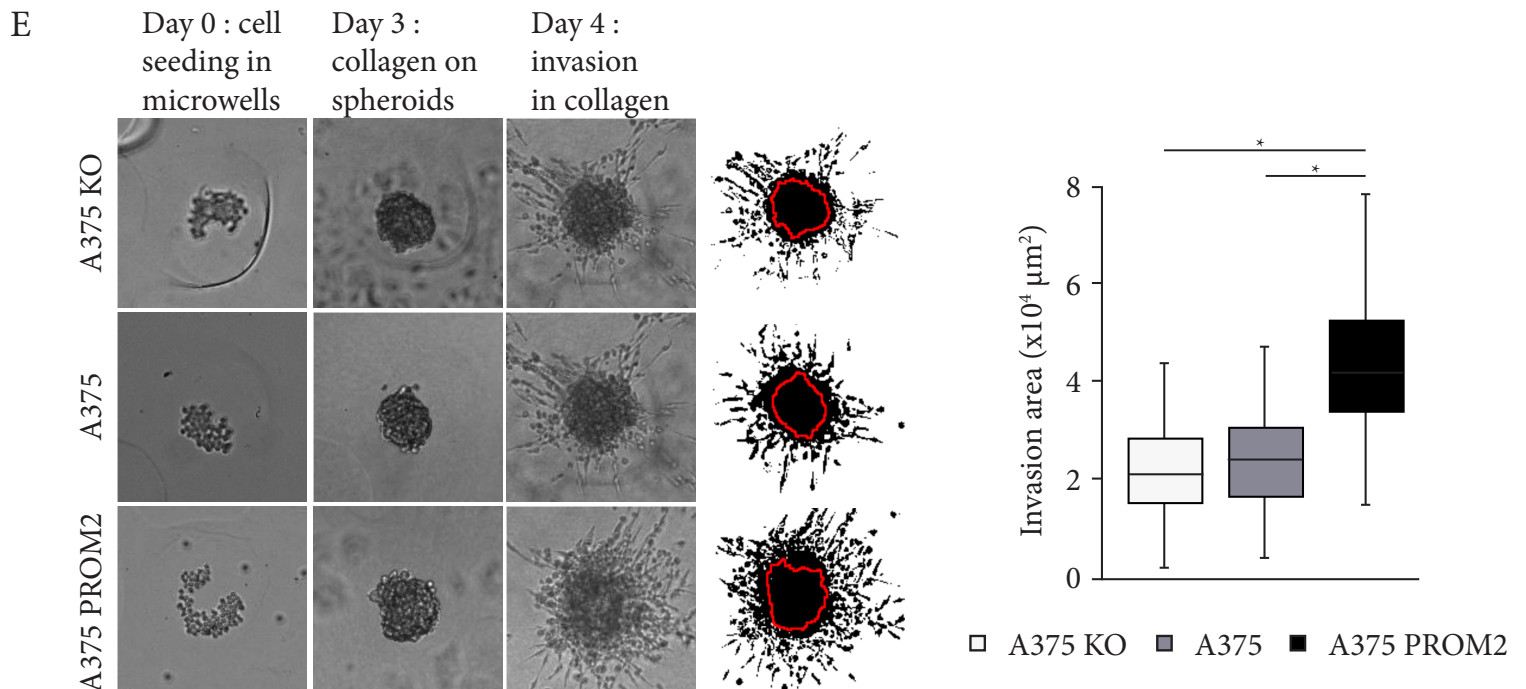 E
Day 0 : cell
seeding in
microwells
Day 3 :
collagen on
spheroids
Day 4 :
invasion
in collagen
A375 KO
A375
A375 PROM2
*
*
Invasion area (x10⁴ µm²)
8
6
4
2
0
A375 KO
A375
A375 PROM2